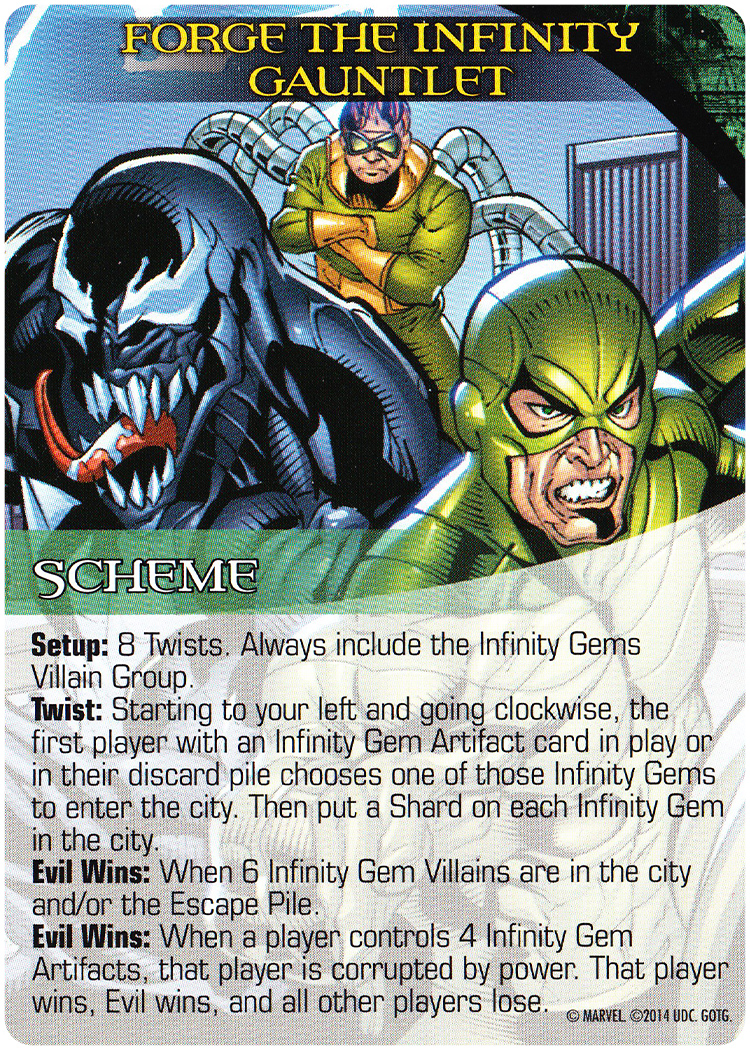 FORGE THE INFINITY
GAUNTLET
SCHEME
Setup: 8 Twists. Always include the Infinity Gems
Villain Group.
Twist: Starting to your left and going clockwise, the
first player with an Infinity Gem Artifact card in play or
in their discard pile chooses one of those Infinity Gems
to enter the city. Then put a Shard on each Infinity Gem
in the city.
Evil Wins: When 6 Infinity Gem Villains are in the city
and/or the Escape Pile.
Evil Wins: When a player controls 4 Infinity Gem
Artifacts, that player is corrupted by power. That player
wins, Evil wins, and all other players lose.
© MARVEL. ©2014 UDC. GOTG.